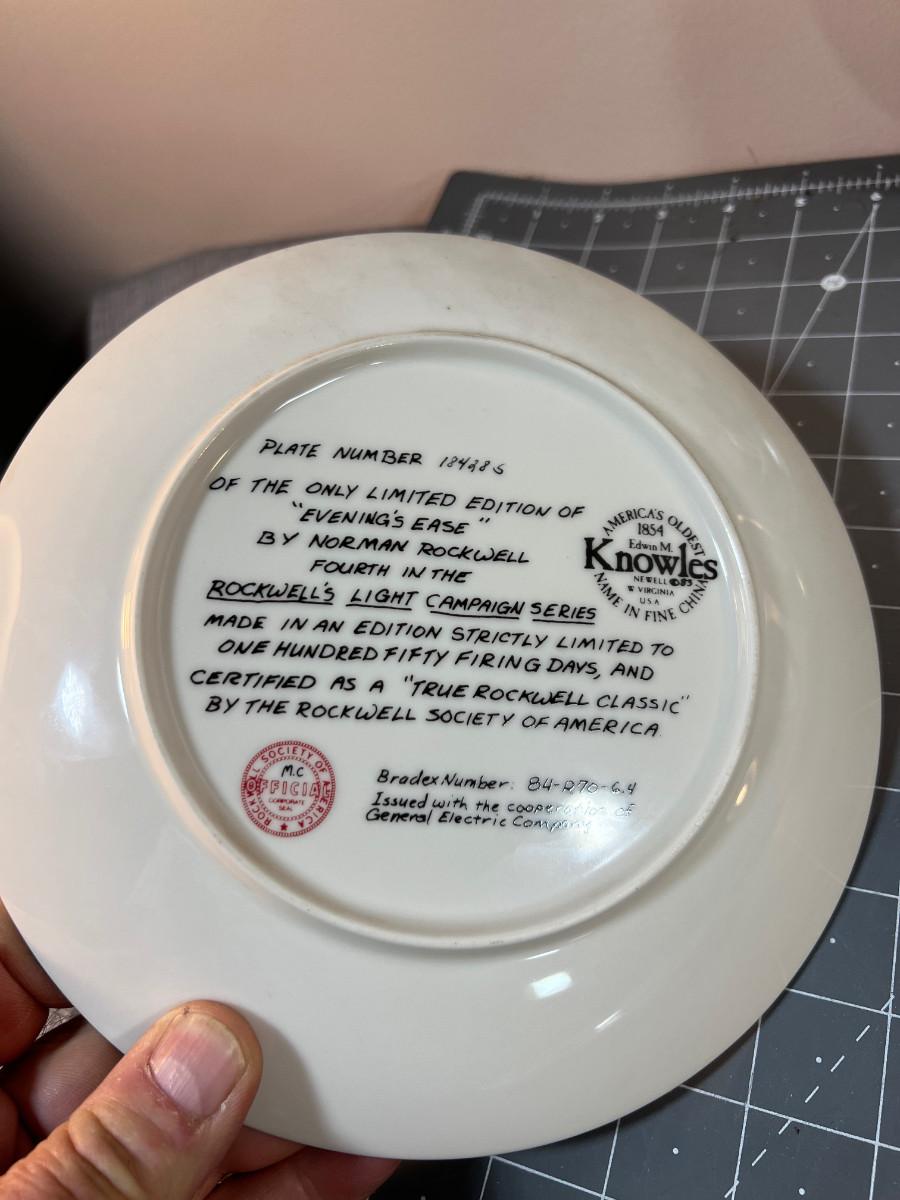 PLATE NUMBER 18428S
OF THE ONLY LIMITED EDITION OF
"EVENING'S EASE"
BY NORMAN ROCKWELL
FOURTH IN THE
ROCKWELL'S LIGHT CAMPAIGN SERIES
MADE IN AN EDITION STRICTLY LIMITED TO
ONE HUNDRED FIFTY FIRING DAYS, AND
CERTIFIED AS A "TRUE ROCKWELL CLASSIC"
BY THE ROCKWELL SOCIETY OF AMERICA.
AMERICA'S OLDEST
1854
Edwin M.
Knowles
NEWELL ©83
W VIRGINIA
U.S.A.
NAME IN FINE CHINA
ROCKWELL SOCIETY OF AMERICA
M.C
OFFICIAL
CORPORATE
SEAL
Bradex Number: 84-R70-6.4
Issued with the cooperation of
General Electric Company